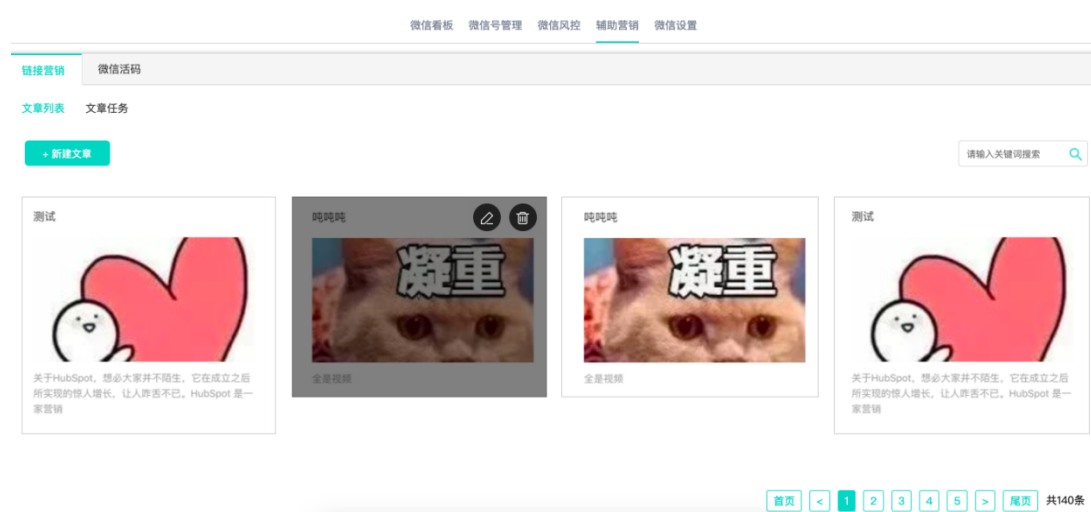 微信看板 微信号管理 微信风控 辅助营销 微信设置
链接营销 微信活码
文章列表 文章任务
+ 新建文章
请输入关键词搜索
测试
关于HubSpot，想必大家并不陌生，它在成立之后
所实现的惊人增长，让人咋舌不已。HubSpot 是一
家营销
吨吨吨
凝重
全是视频
吨吨吨
凝重
全是视频
测试
关于HubSpot，想必大家并不陌生，它在成立之后
所实现的惊人增长，让人咋舌不已。HubSpot 是一
家营销
首页 < 1 2 3 4 5 > 尾页 共140条